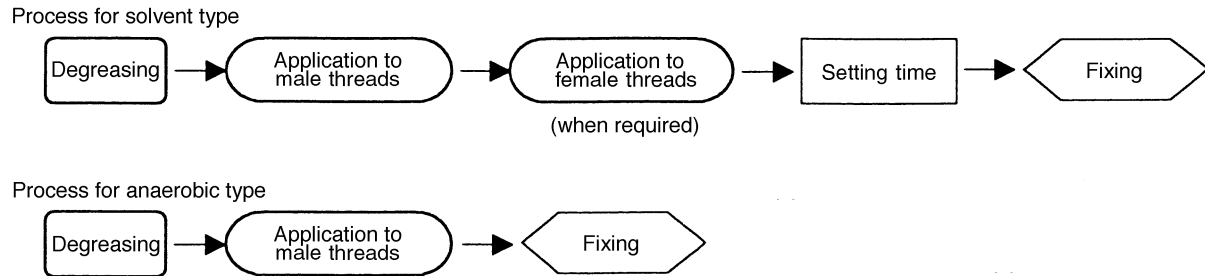 Process for solvent type
Degreasing
Application to
male threads
Application to
female threads
(when required)
Setting time
Fixing
Process for anaerobic type
Degreasing
Application to
male threads
Fixing